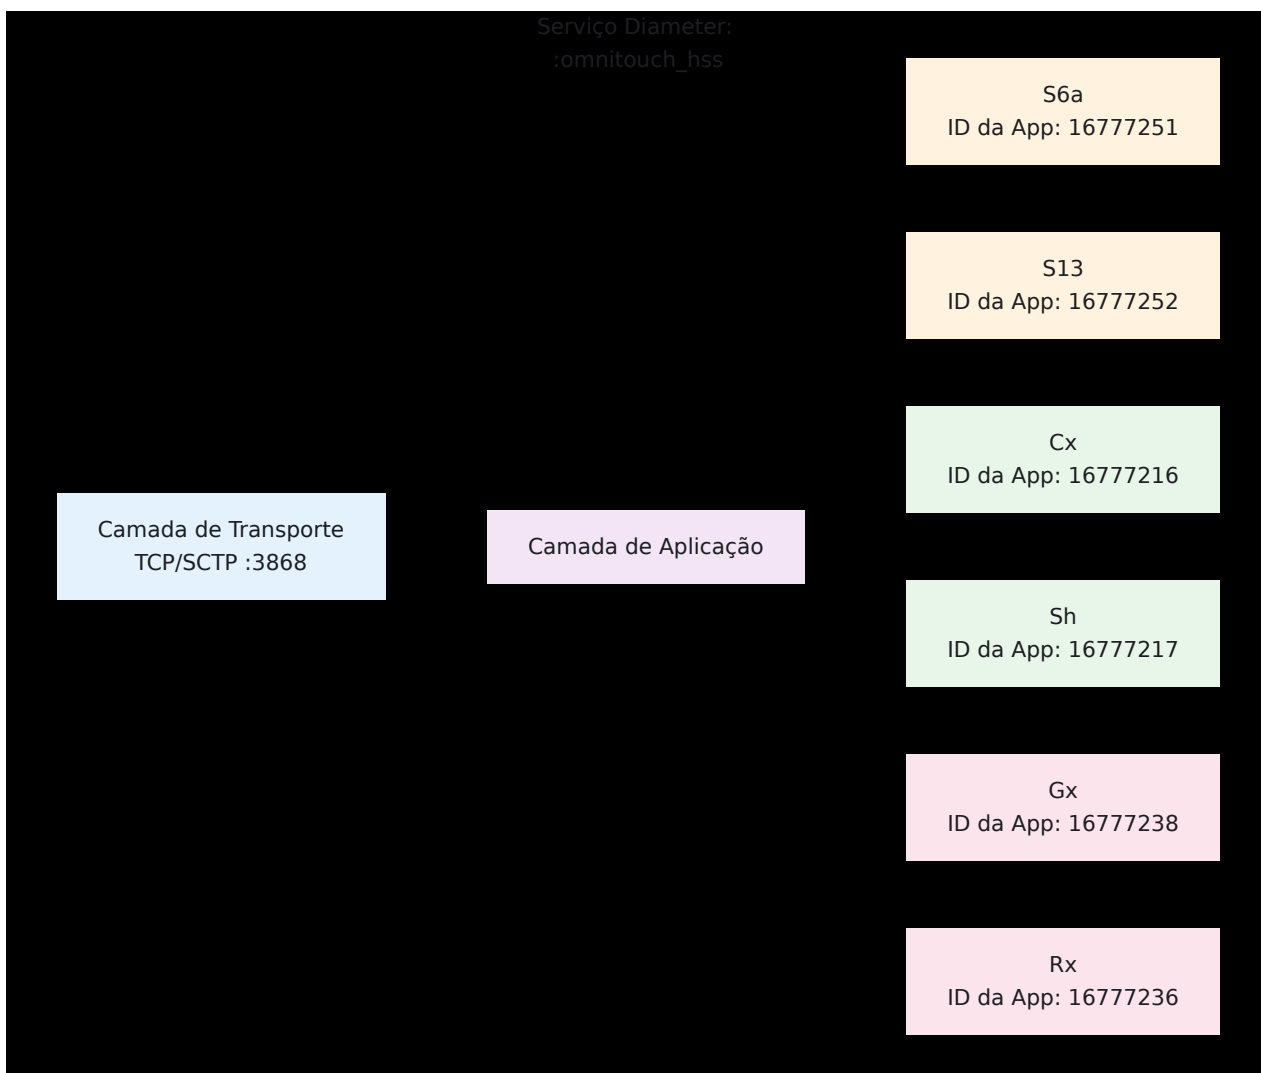 Serviço Diameter:
:omnitouch_hss
S6a
ID da App: 16777251
S13
ID da App: 16777252
Cx
ID da App: 16777216
Camada de Transporte
TCP/SCTP :3868
Camada de Aplicação
Sh
ID da App: 16777217
Gx
ID da App: 16777238
Rx
ID da App: 16777236